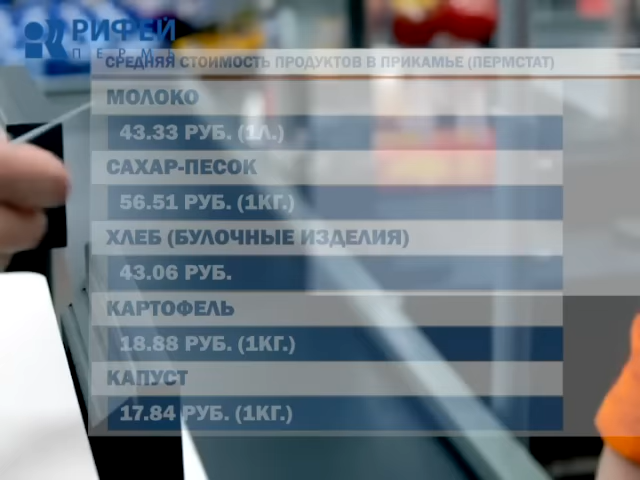 РИФЕЙ
ПЕРМЬ
СРЕДНЯЯ СТОИМОСТЬ ПРОДУКТОВ В ПРИКАМЬЕ (ПЕРМСТАТ)
МОЛОКО
43.33 РУБ. (1Л.)
САХАР-ПЕСОК
56.51 РУБ. (1КГ.)
ХЛЕБ (БУЛОЧНЫЕ ИЗДЕЛИЯ)
43.06 РУБ.
КАРТОФЕЛЬ
18.88 РУБ. (1КГ.)
КАПУСТ
17.84 РУБ. (1КГ.)